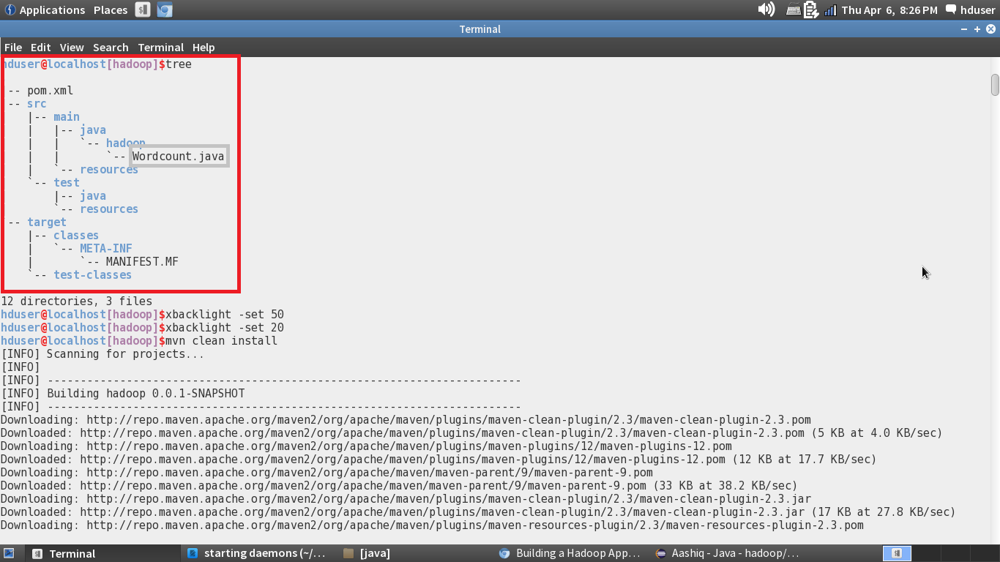 Applications Places Thu Apr 6, 8:26 PM hduser
Terminal
File Edit View Search Terminal Help
hduser@localhost[hadoop]$tree
-- pom.xml
-- src
|-- main
| |-- java
| | `-- hadoop
| | `-- Wordcount.java
| `-- resources
`-- test
|-- java
`-- resources
-- target
|-- classes
| `-- META-INF
| `-- MANIFEST.MF
`-- test-classes
12 directories, 3 files
hduser@localhost[hadoop]$xbacklight -set 50
hduser@localhost[hadoop]$xbacklight -set 20
hduser@localhost[hadoop]$mvn clean install
[INFO] Scanning for projects...
[INFO]
[INFO] ------------------------------------------------------------------------
[INFO] Building hadoop 0.0.1-SNAPSHOT
[INFO] ------------------------------------------------------------------------
Downloading: http://repo.maven.apache.org/maven2/org/apache/maven/plugins/maven-clean-plugin/2.3/maven-clean-plugin-2.3.pom
Downloaded: http://repo.maven.apache.org/maven2/org/apache/maven/plugins/maven-clean-plugin/2.3/maven-clean-plugin-2.3.pom (5 KB at 4.0 KB/sec)
Downloading: http://repo.maven.apache.org/maven2/org/apache/maven/plugins/maven-plugins/12/maven-plugins-12.pom
Downloaded: http://repo.maven.apache.org/maven2/org/apache/maven/plugins/maven-plugins/12/maven-plugins-12.pom (12 KB at 17.7 KB/sec)
Downloading: http://repo.maven.apache.org/maven2/org/apache/maven/maven-parent/9/maven-parent-9.pom
Downloaded: http://repo.maven.apache.org/maven2/org/apache/maven/maven-parent/9/maven-parent-9.pom (33 KB at 38.2 KB/sec)
Downloading: http://repo.maven.apache.org/maven2/org/apache/maven/plugins/maven-clean-plugin/2.3/maven-clean-plugin-2.3.jar
Downloaded: http://repo.maven.apache.org/maven2/org/apache/maven/plugins/maven-clean-plugin/2.3/maven-clean-plugin-2.3.jar (17 KB at 27.8 KB/sec)
Downloading: http://repo.maven.apache.org/maven2/org/apache/maven/plugins/maven-resources-plugin/2.3/maven-resources-plugin-2.3.pom
Terminal starting daemons (~/... [java] Building a Hadoop App... Aashiq - Java - hadoop/...